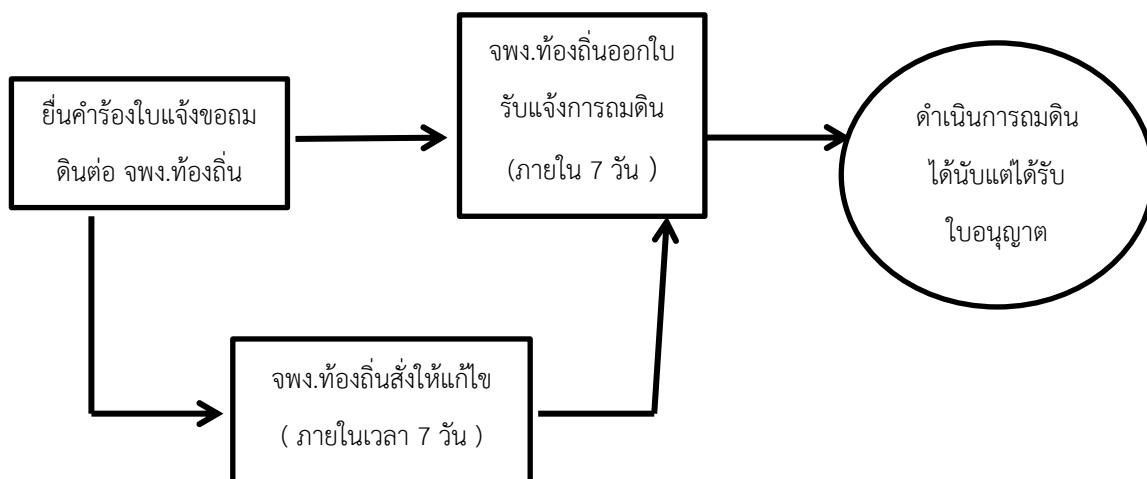 ยื่นคำร้องใบแจ้งขอถม
ดินต่อ จพง.ท้องถิ่น
จพง.ท้องถิ่นออกใบ
รับแจ้งการถมดิน
(ภายใน 7 วัน )
ดำเนินการถมดิน
ได้นับแต่ได้รับ
ใบอนุญาต
จพง.ท้องถิ่นสั่งให้แก้ไข
( ภายในเวลา 7 วัน )